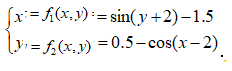 x := f₁(x,y) := sin(y+2)−1.5
y, = f₂(x,y) := 0.5−cos(x−2)
.